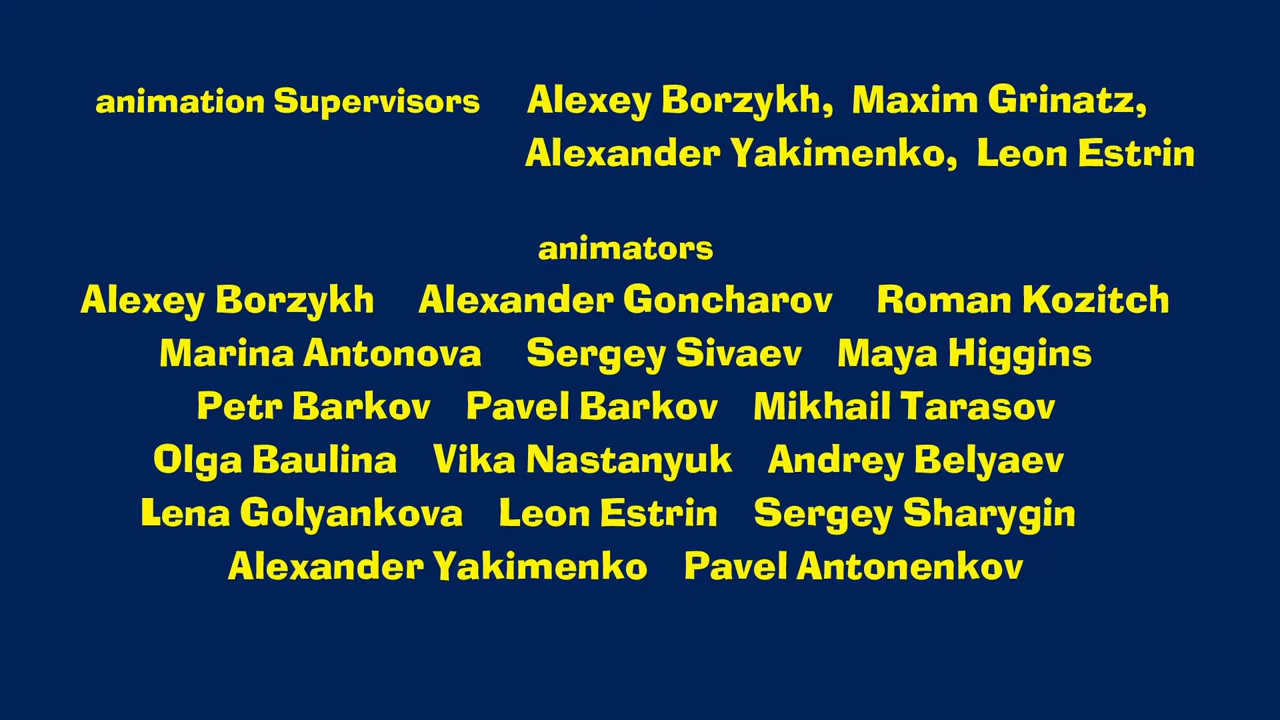 animation Supervisors Alexey Borzykh, Maxim Grinatz,
Alexander Yakimenko, Leon Estrin
animators
Alexey Borzykh Alexander Goncharov Roman Kozitch
Marina Antonova Sergey Sivaev Maya Higgins
Petr Barkov Pavel Barkov Mikhail Tarasov
Olga Baulina Vika Nastanyuk Andrey Belyaev
Lena Golyankova Leon Estrin Sergey Sharygin
Alexander Yakimenko Pavel Antonenkov